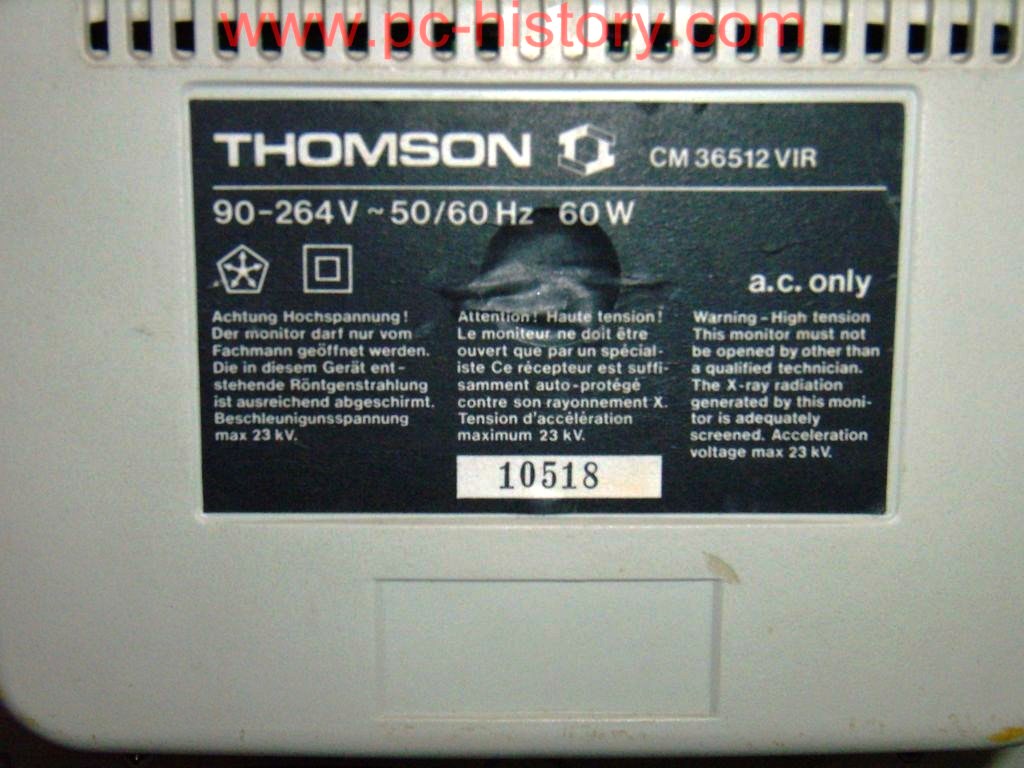 www.pc-history.com
THOMSON CM 36512 VIR
90-264 V ~ 50/60 Hz 60 W
a.c. only
Achtung Hochspannung!
Der monitor darf nur vom
Fachmann geöffnet werden.
Die in diesem Gerät ent-
stehende Röntgenstrahlung
ist ausreichend abgeschirmt.
Beschleunigunsspannung
max 23 kV.
Attention! Haute tension!
Le moniteur ne doit être
ouvert que par un spécial-
iste Ce récepteur est suffi-
samment auto-protégé
contre son rayonnement X.
Tension d'accélération
maximum 23 kV.
10518
Warning - High tension
This monitor must not
be opened by other than
a qualified technician.
The X-ray radiation
generated by this moni-
tor is adequately
screened. Acceleration
voltage max 23 kV.